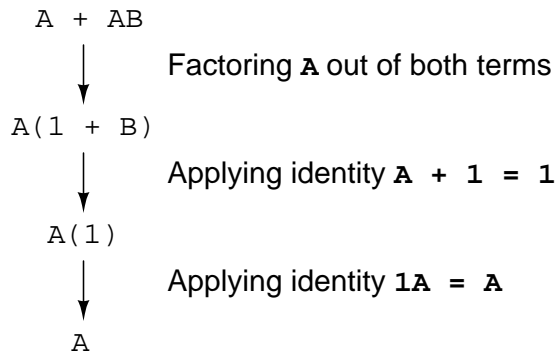 A + AB
Factoring A out of both terms
A(1 + B)
Applying identity A + 1 = 1
A(1)
Applying identity 1A = A
A